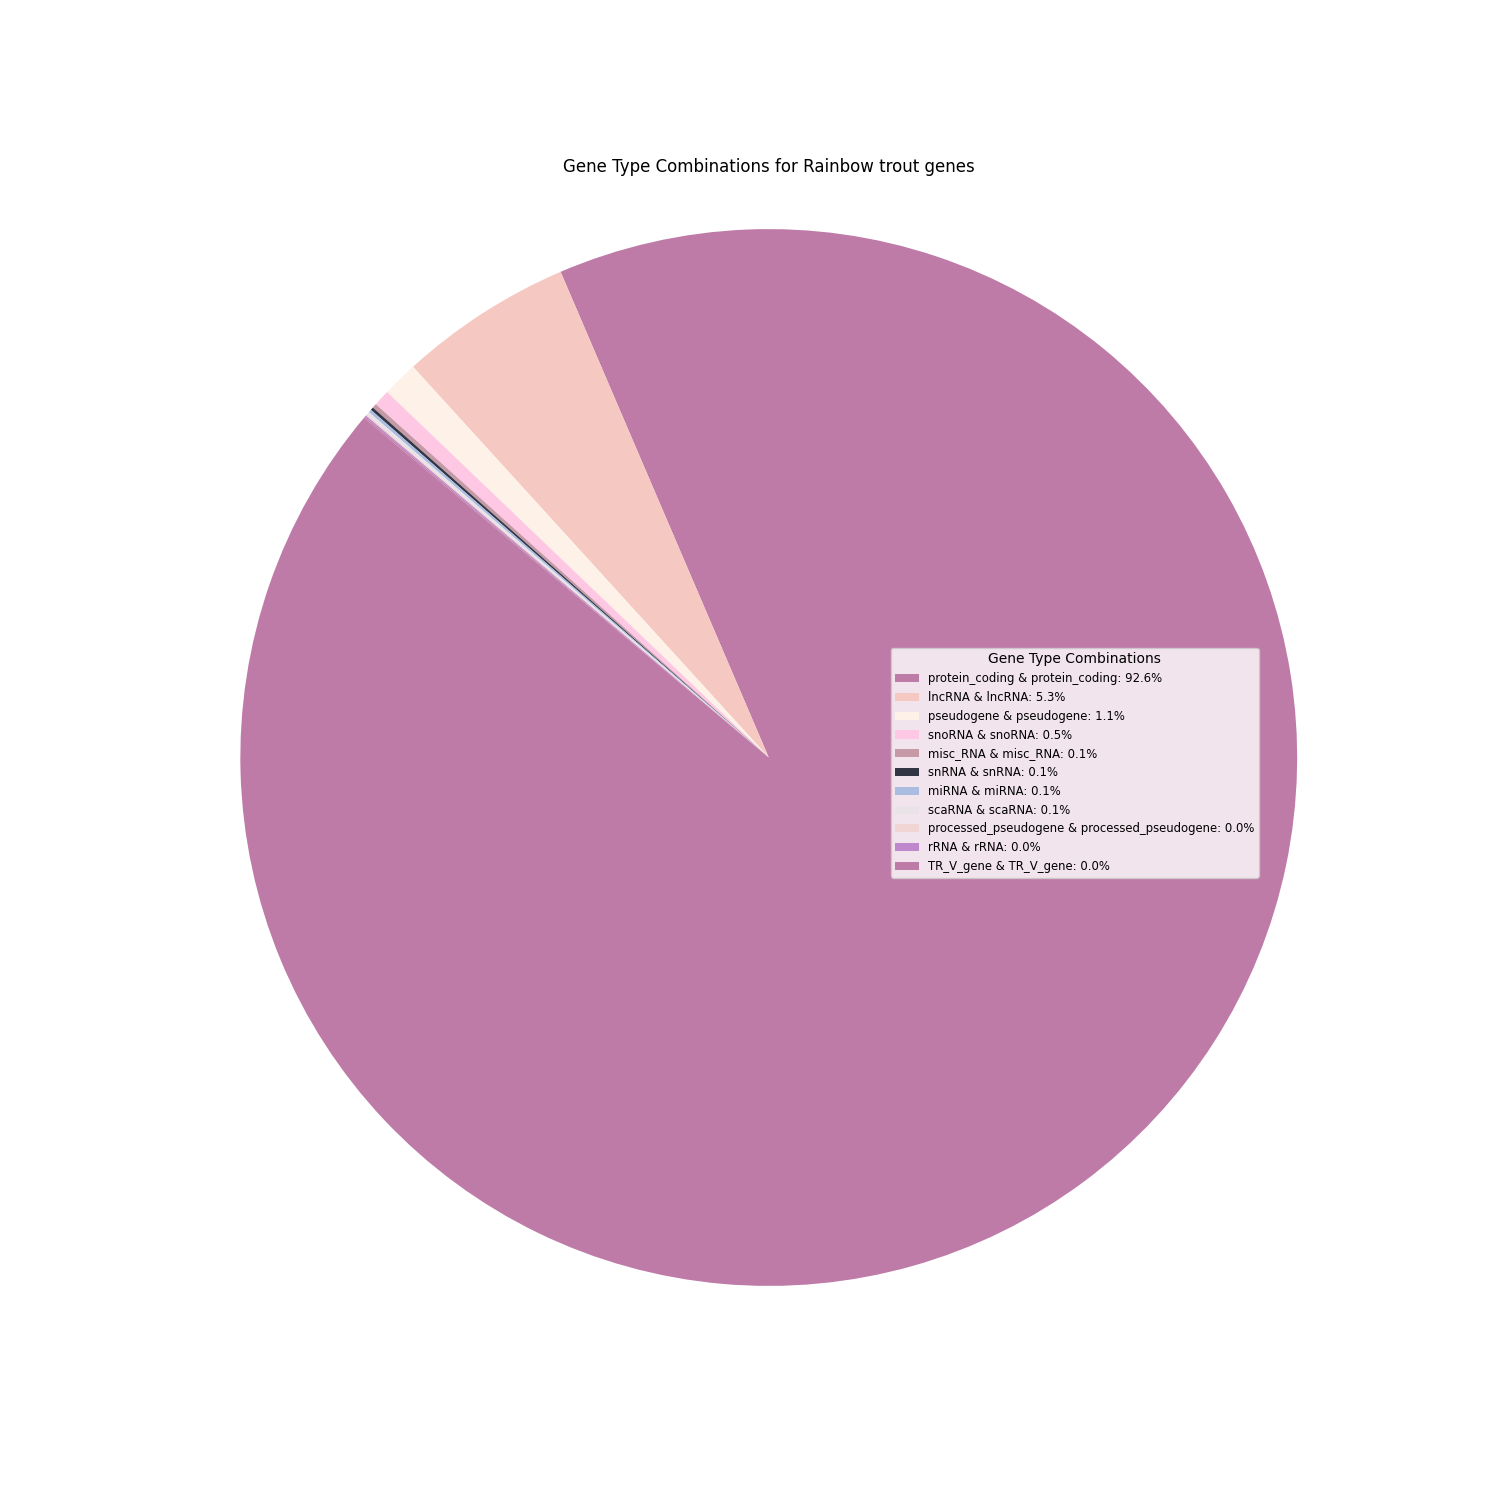 Gene Type Combinations for Rainbow trout genes
Gene Type Combinations
protein_coding & protein_coding: 92.6%
lncRNA & lncRNA: 5.3%
pseudogene & pseudogene: 1.1%
snoRNA & snoRNA: 0.5%
misc_RNA & misc_RNA: 0.1%
snRNA & snRNA: 0.1%
miRNA & miRNA: 0.1%
scaRNA & scaRNA: 0.1%
processed_pseudogene & processed_pseudogene: 0.0%
rRNA & rRNA: 0.0%
TR_V_gene & TR_V_gene: 0.0%